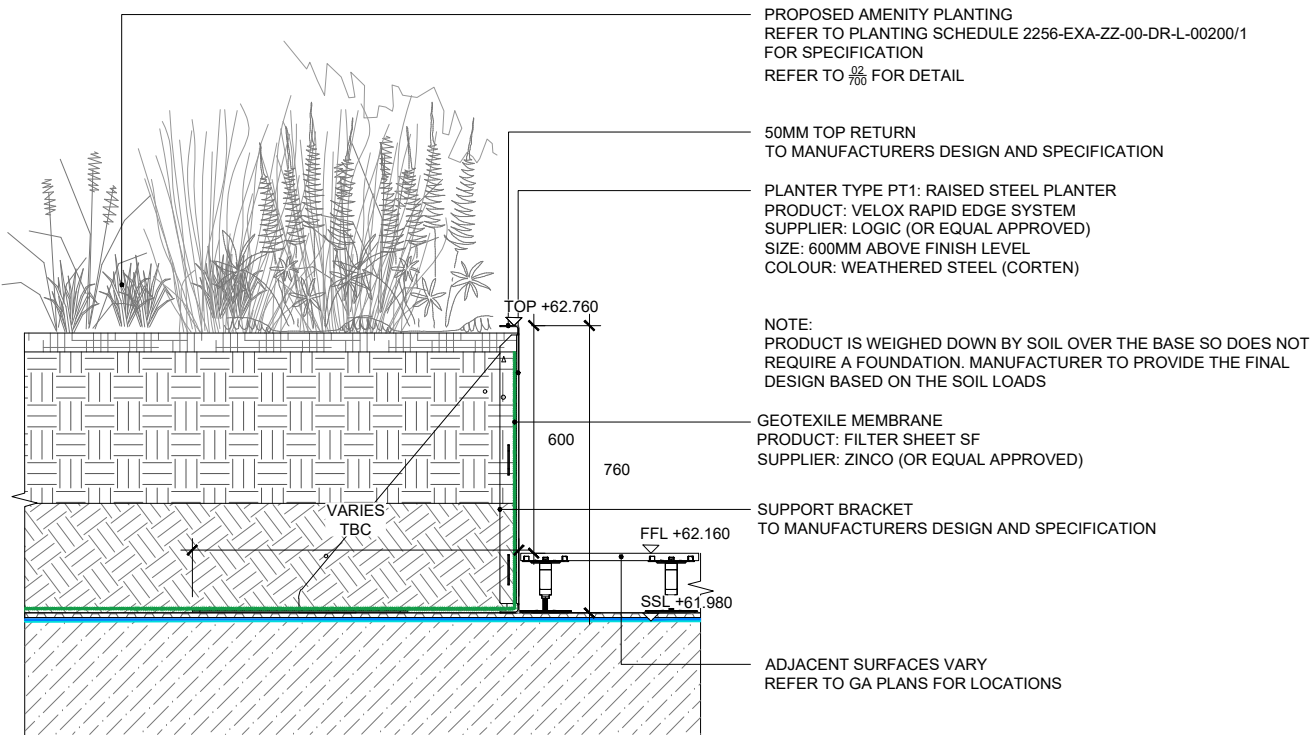 PROPOSED AMENITY PLANTING
REFER TO PLANTING SCHEDULE 2256-EXA-ZZ-00-DR-L-00200/1
FOR SPECIFICATION
REFER TO 02/700 FOR DETAIL
50MM TOP RETURN
TO MANUFACTURERS DESIGN AND SPECIFICATION
PLANTER TYPE PT1: RAISED STEEL PLANTER
PRODUCT: VELOX RAPID EDGE SYSTEM
SUPPLIER: LOGIC (OR EQUAL APPROVED)
SIZE: 600MM ABOVE FINISH LEVEL
COLOUR: WEATHERED STEEL (CORTEN)
TOP +62.760
NOTE:
PRODUCT IS WEIGHED DOWN BY SOIL OVER THE BASE SO DOES NOT
REQUIRE A FOUNDATION. MANUFACTURER TO PROVIDE THE FINAL
DESIGN BASED ON THE SOIL LOADS
GEOTEXILE MEMBRANE
PRODUCT: FILTER SHEET SF
SUPPLIER: ZINCO (OR EQUAL APPROVED)
600
760
VARIES
TBC
SUPPORT BRACKET
TO MANUFACTURERS DESIGN AND SPECIFICATION
FFL +62.160
SSL +61.980
ADJACENT SURFACES VARY
REFER TO GA PLANS FOR LOCATIONS